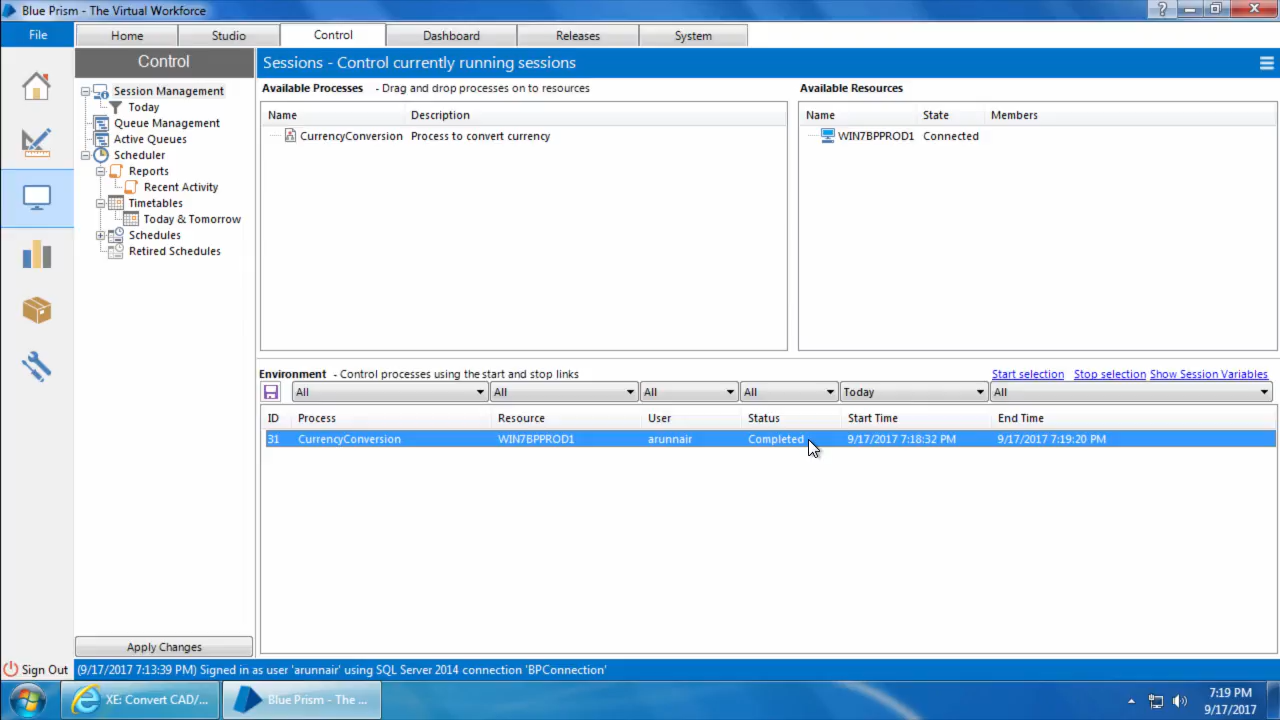 Blue Prism - The Virtual Workforce
?
File
Home
Studio
Control
Dashboard
Releases
System
Control
Session Management
Today
Queue Management
Active Queues
Scheduler
Reports
Recent Activity
Timetables
Today & Tomorrow
Schedules
Retired Schedules
Apply Changes
Sessions - Control currently running sessions
Available Processes - Drag and drop processes on to resources
Name Description
CurrencyConversion Process to convert currency
Available Resources
Name State Members
WIN7BPPROD1 Connected
Environment - Control processes using the start and stop links
Start selection Stop selection Show Session Variables
All All All All Today All
ID Process Resource User Status Start Time End Time
31 CurrencyConversion WIN7BPPROD1 arunnair Completed 9/17/2017 7:18:32 PM 9/17/2017 7:19:20 PM
Sign Out
(9/17/2017 7:13:39 PM) Signed in as user 'arunnair' using SQL Server 2014 connection 'BPConnection'
XE: Convert CAD/...
Blue Prism - The ...
7:19 PM
9/17/2017